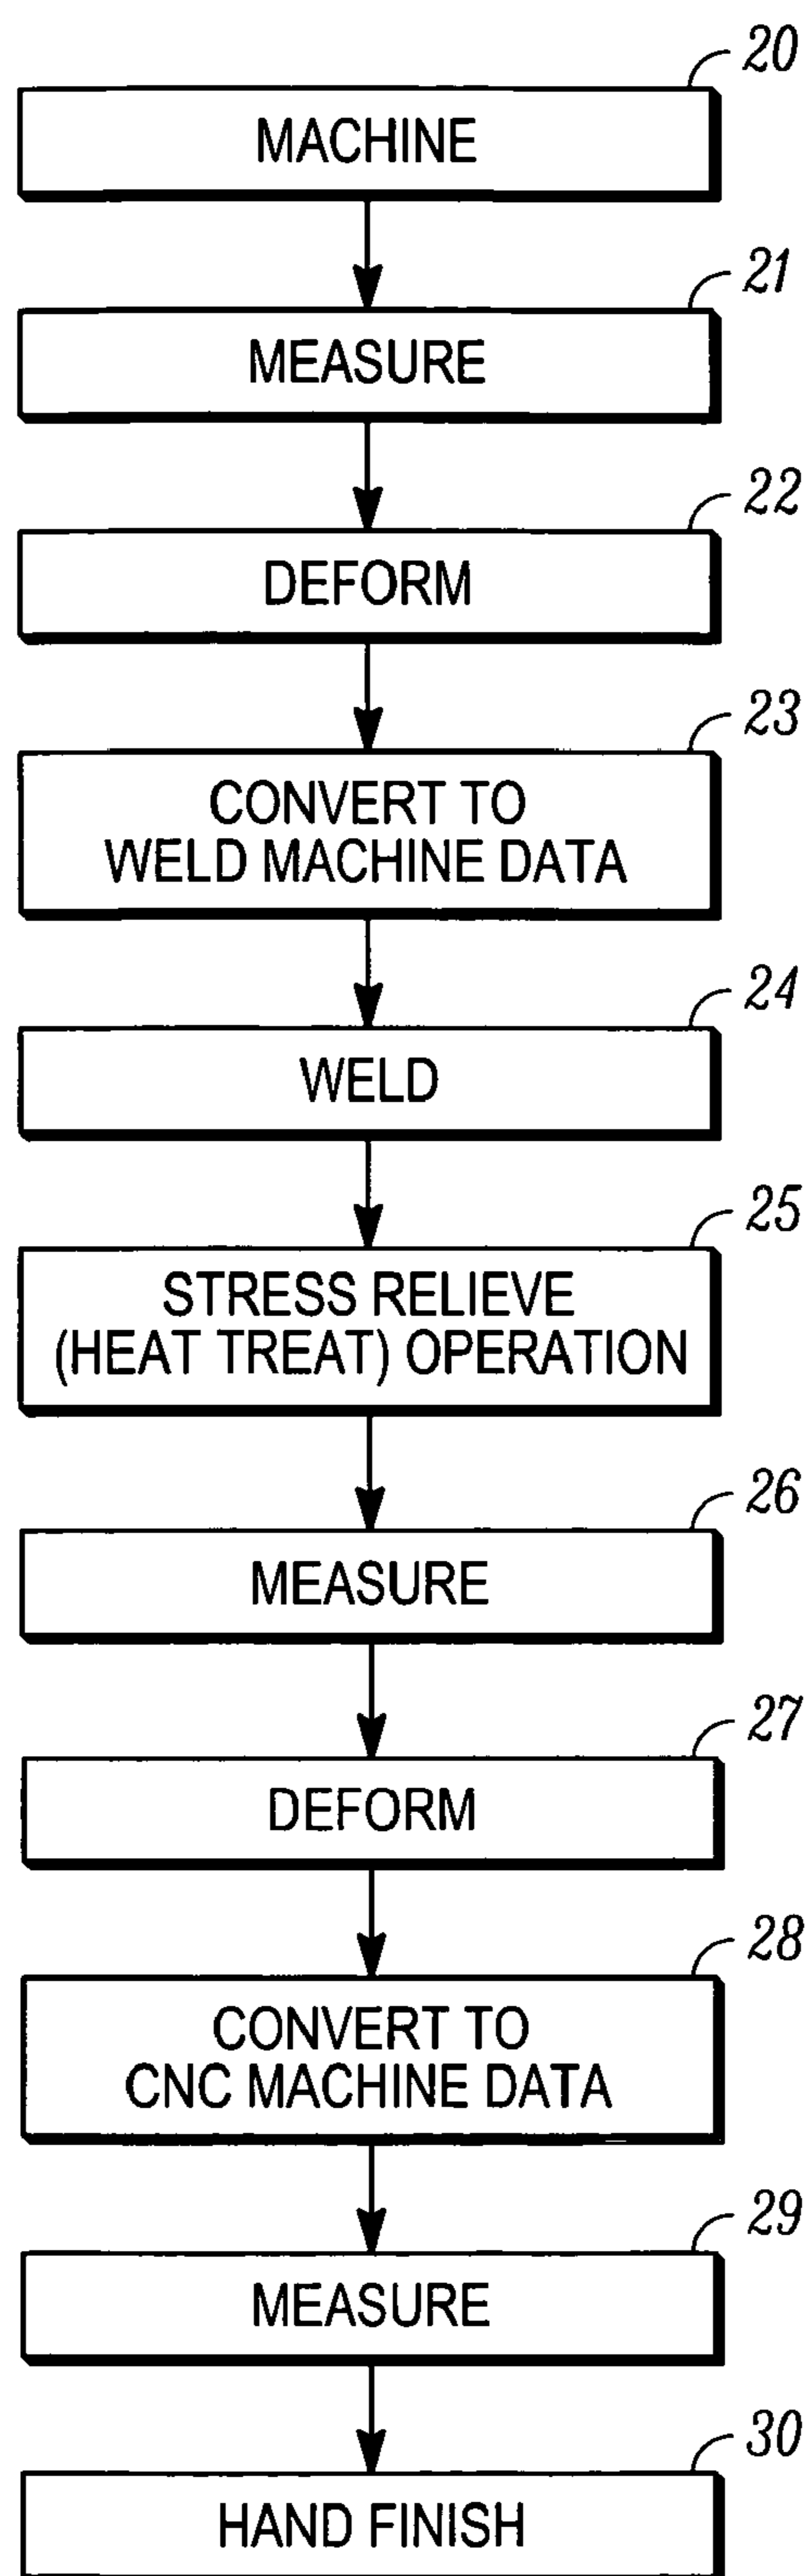 20
MACHINE
21
MEASURE
22
DEFORM
23
CONVERT TO
WELD MACHINE DATA
24
WELD
25
STRESS RELIEVE
(HEAT TREAT) OPERATION
26
MEASURE
27
DEFORM
28
CONVERT TO
CNC MACHINE DATA
29
MEASURE
30
HAND FINISH